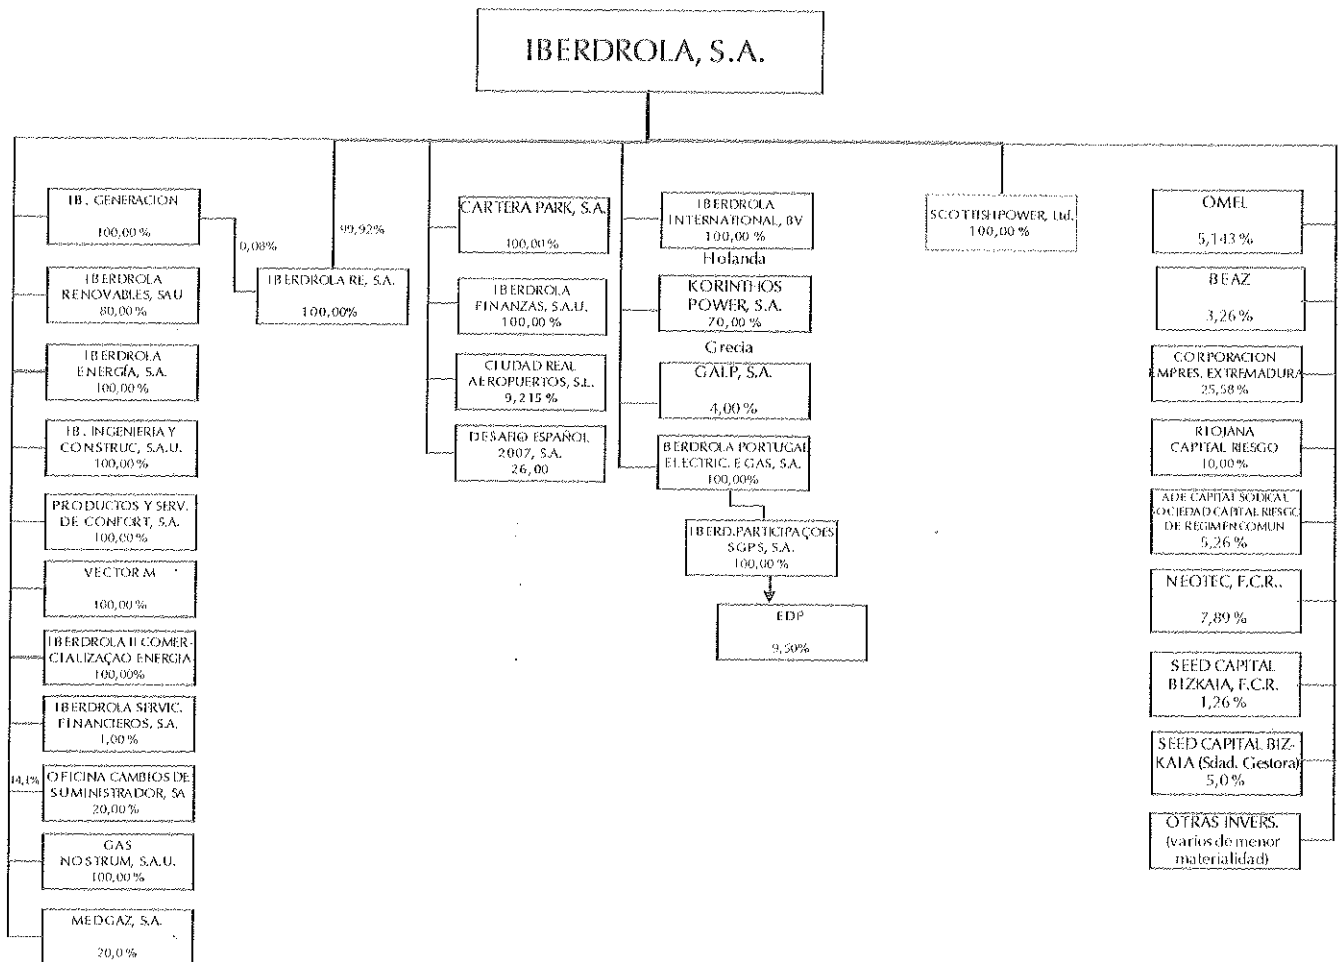 IBERDROLA, S.A.
IB. GENERACION
100,00 %
0,08%
99,92%
IBERDROLA RE, S.A.
100,00%
IBERDROLA
RENOVABLES, SAU
80,00 %
IBERDROLA
ENERGÍA, S.A.
100,00 %
IB. INGENIERIA Y
CONSTRUC, S.A.U.
100,00 %
PRODUCTOS Y SERV.
DE CONFORT, S.A.
100,00 %
VECTOR M
100,00 %
IBERDROLA II COMER-
CIALIZAÇAO ENERGIA
100,00%
IBERDROLA SERVIC.
FINANCIEROS, S.A.
1,00 %
14,1%
OFICINA CAMBIOS DE
SUMINISTRADOR, SA
20,00 %
GAS
NOSTRUM, S.A.U.
100,00 %
MEDGAZ, S.A.
20,0 %
CARTERA PARK, S.A.
100,00 %
IBERDROLA
FINANZAS, S.A.U.
100,00 %
CIUDAD REAL
AEROPUERTOS, S.L.
9,215 %
DESAFIO ESPAÑOL
2007, S.A.
26,00
IBERDROLA
INTERNATIONAL, BV
100,00 %
Holanda
KORINTHOS
POWER, S.A.
70,00 %
Grecia
GALP, S.A.
4,00 %
BERDROLA PORTUGAL
ELECTRIC. E GAS, S.A.
100,00%
IBERD.PARTICIPAÇOES
SGPS, S.A.
100,00 %
EDP
9,50%
SCOTTISHPOWER, Ltd.
100,00 %
OMEL
5,143 %
BEAZ
3,26 %
CORPORACION
EMPRES. EXTREMADURA
25,58 %
RIOJANA
CAPITAL RIESGO
10,00 %
ADE CAPITAL SODICAL
SOCIEDAD CAPITAL RIESGO
DE REGIMEN COMUN
5,26 %
NEOTEC, F.C.R..
7,89 %
SEED CAPITAL
BIZKAIA, F.C.R.
1,26 %
SEED CAPITAL BIZ-
KAIA (Sdad. Gestora)
5,0 %
OTRAS INVERS.
(varios de menor
materialidad)